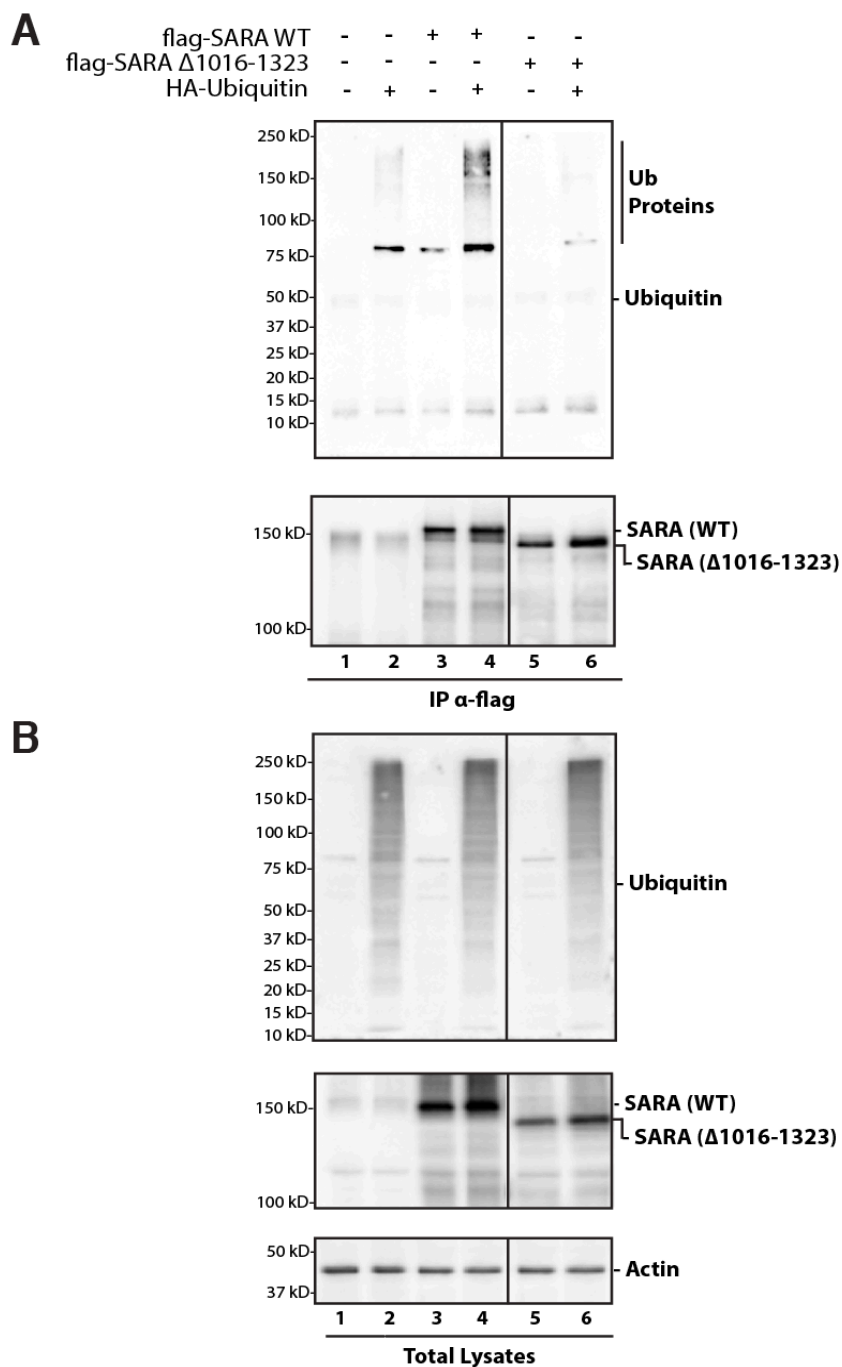 A
flag-SARA WT - - + + - -
flag-SARA Δ1016-1323 - - - - + +
HA-Ubiquitin - + - + - +
250 kD-
150 kD-
100 kD-
75 kD-
50 kD-
37 kD-
25 kD-
20 kD-
15 kD-
10 kD-
Ub
Proteins
- Ubiquitin
150 kD-
100 kD-
- SARA (WT)
SARA (Δ1016-1323)
1 2 3 4 5 6
IP α-flag
B
250 kD-
150 kD-
100 kD-
75 kD-
50 kD-
37 kD-
25 kD-
20 kD-
15 kD-
10 kD-
- Ubiquitin
150 kD-
100 kD-
- SARA (WT)
SARA (Δ1016-1323)
50 kD-
37 kD-
- Actin
1 2 3 4 5 6
Total Lysates